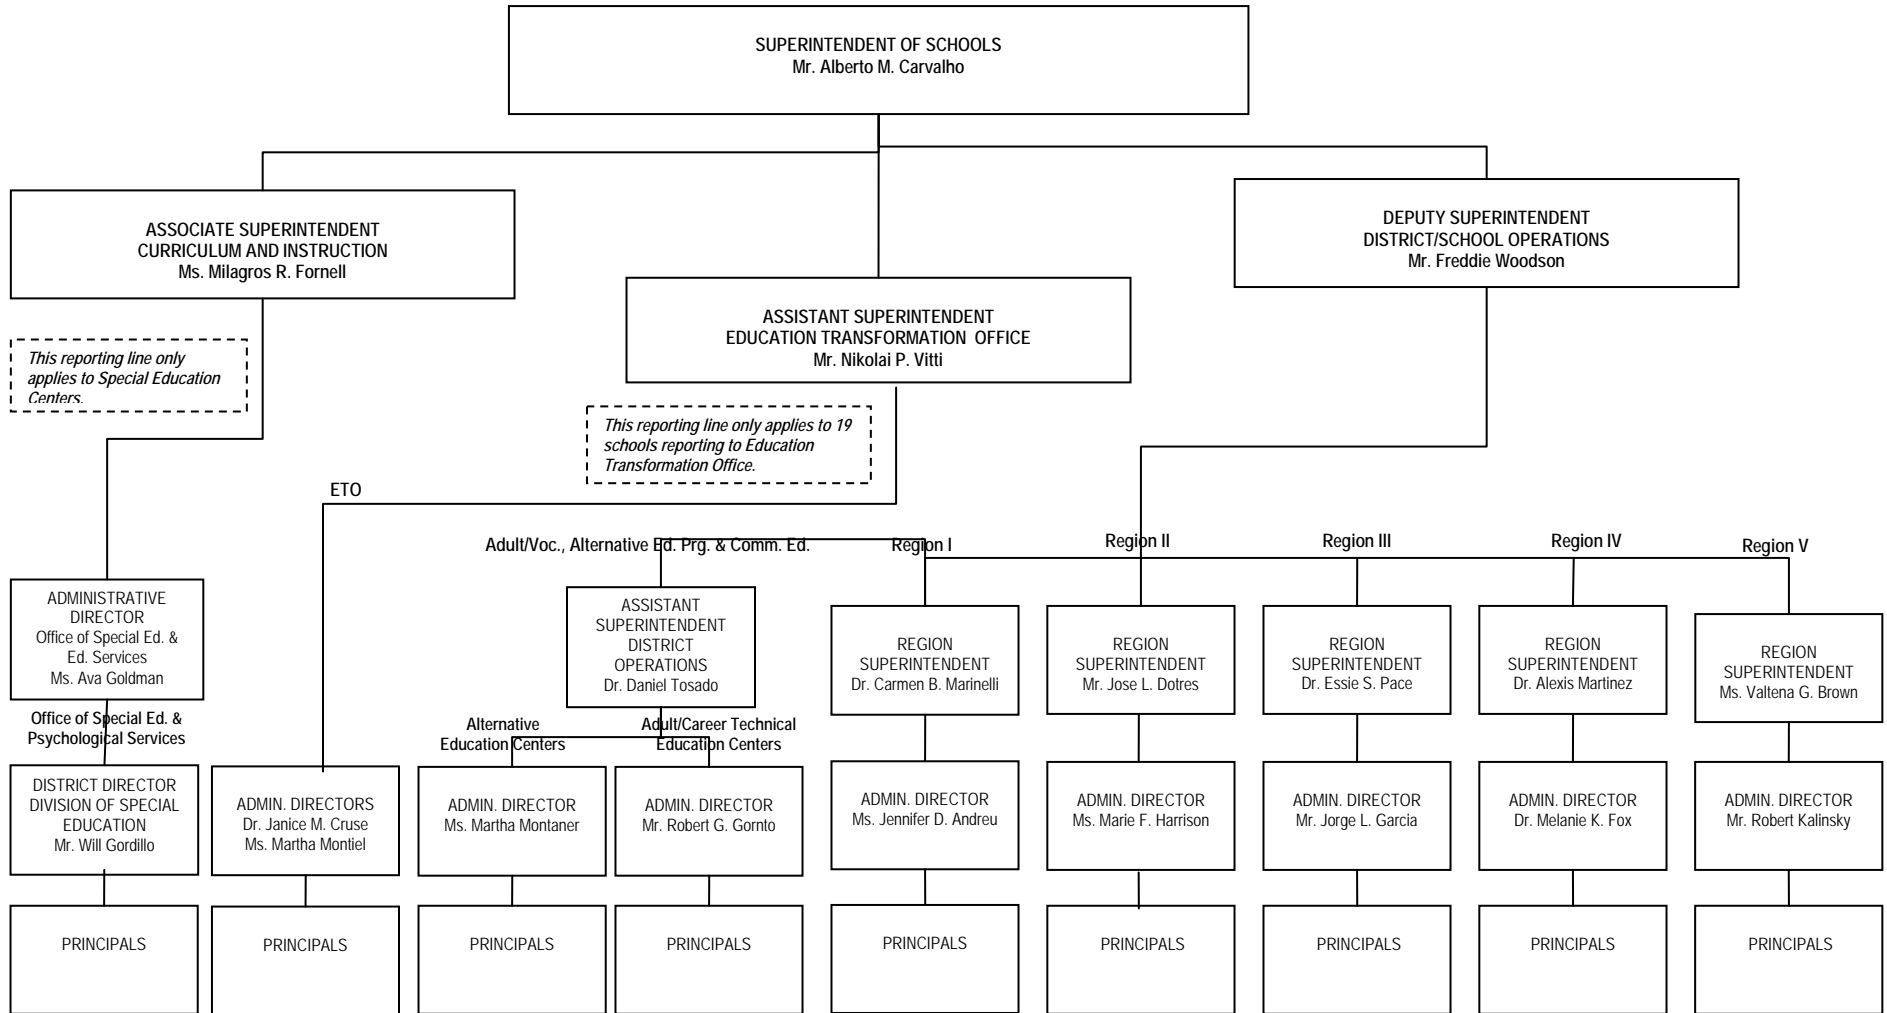 SUPERINTENDENT OF SCHOOLS
Mr. Alberto M. Carvalho
ASSOCIATE SUPERINTENDENT
CURRICULUM AND INSTRUCTION
Ms. Milagros R. Fornell
DEPUTY SUPERINTENDENT
DISTRICT/SCHOOL OPERATIONS
Mr. Freddie Woodson
ASSISTANT SUPERINTENDENT
EDUCATION TRANSFORMATION OFFICE
Mr. Nikolai P. Vitti
This reporting line only
applies to Special Education
Centers.
This reporting line only applies to 19
schools reporting to Education
Transformation Office.
ETO
Adult/Voc., Alternative Ed. Prg. & Comm. Ed.
Region I
Region II
Region III
Region IV
Region V
ADMINISTRATIVE
DIRECTOR
Office of Special Ed. &
Ed. Services
Ms. Ava Goldman
ASSISTANT
SUPERINTENDENT
DISTRICT
OPERATIONS
Dr. Daniel Tosado
REGION
SUPERINTENDENT
Dr. Carmen B. Marinelli
REGION
SUPERINTENDENT
Mr. Jose L. Dotres
REGION
SUPERINTENDENT
Dr. Essie S. Pace
REGION
SUPERINTENDENT
Dr. Alexis Martinez
REGION
SUPERINTENDENT
Ms. Valtena G. Brown
Office of Special Ed. &
Psychological Services
Alternative
Education Centers
Adult/Career Technical
Education Centers
DISTRICT DIRECTOR
DIVISION OF SPECIAL
EDUCATION
Mr. Will Gordillo
ADMIN. DIRECTORS
Dr. Janice M. Cruse
Ms. Martha Montiel
ADMIN. DIRECTOR
Ms. Martha Montaner
ADMIN. DIRECTOR
Mr. Robert G. Gornto
ADMIN. DIRECTOR
Ms. Jennifer D. Andreu
ADMIN. DIRECTOR
Ms. Marie F. Harrison
ADMIN. DIRECTOR
Mr. Jorge L. Garcia
ADMIN. DIRECTOR
Dr. Melanie K. Fox
ADMIN. DIRECTOR
Mr. Robert Kalinsky
PRINCIPALS
PRINCIPALS
PRINCIPALS
PRINCIPALS
PRINCIPALS
PRINCIPALS
PRINCIPALS
PRINCIPALS
PRINCIPALS